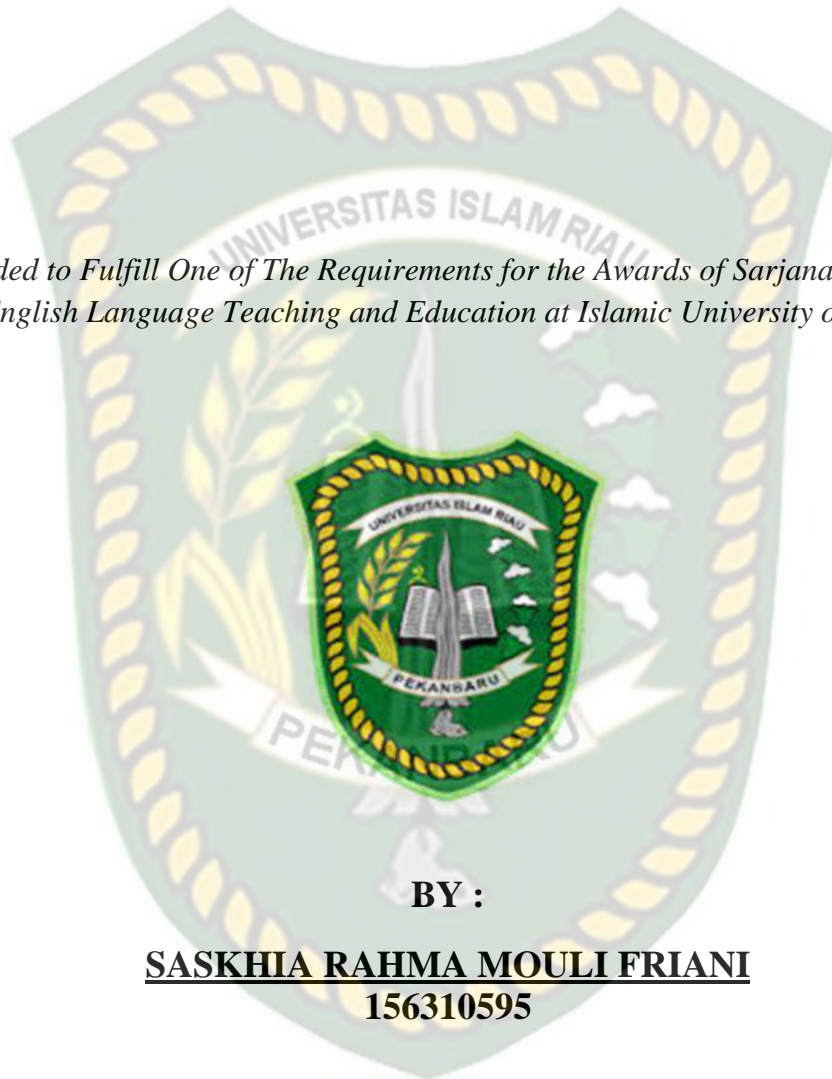 UNIVERSITAS ISLAM RIAU
ded to Fulfill One of The Requirements for the Awards of Sarjana
nglish Language Teaching and Education at Islamic University o
UNIVERSITAS ISLAM RIAU
PEKANBARU
PEKANBARU
BY :
SASKHIA RAHMA MOULI FRIANI
156310595